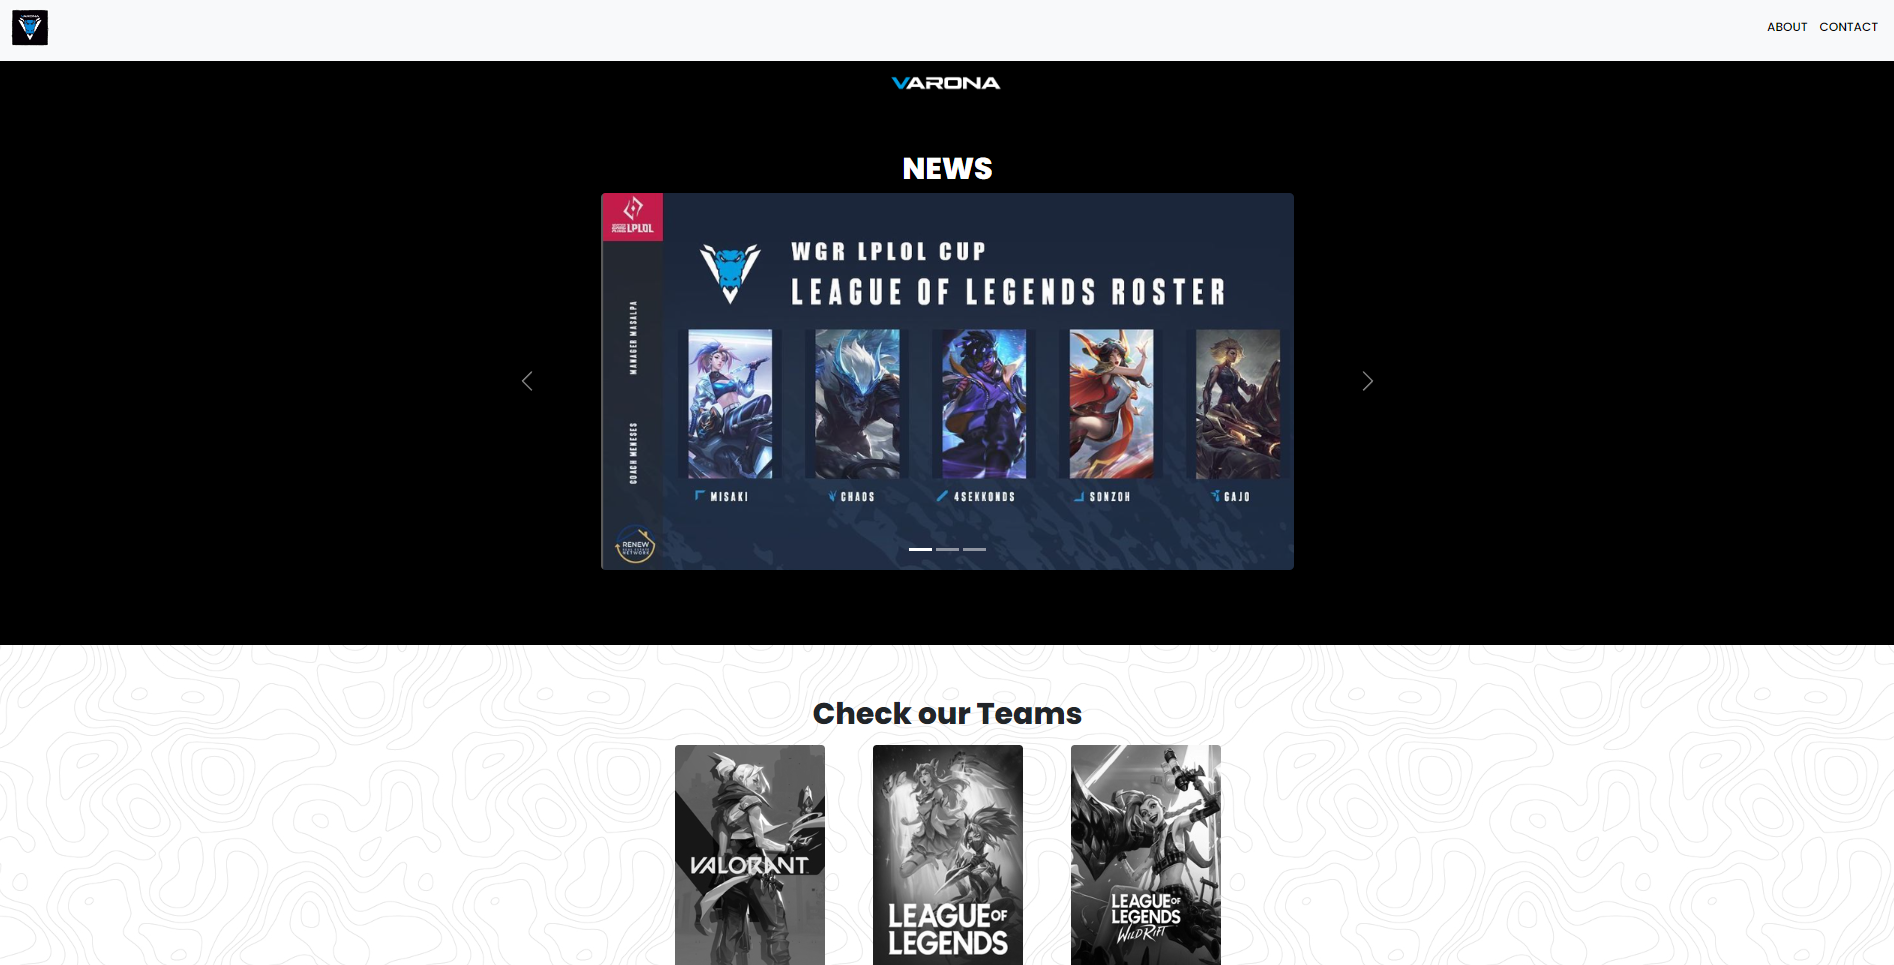 ABOUT CONTACT
VARONA
NEWS
LPLOL
WGR LPLOL CUP
LEAGUE OF LEGENDS ROSTER
MANAGER MASALPA
COACH MENESES
MISAKI
CHAOS
4SEKKONDS
SONZOH
GAJO
RENEW
NETWORK
Check our Teams
VALORANT
LEAGUE OF
LEGENDS
LEAGUE OF
LEGENDS
WILD RIFT